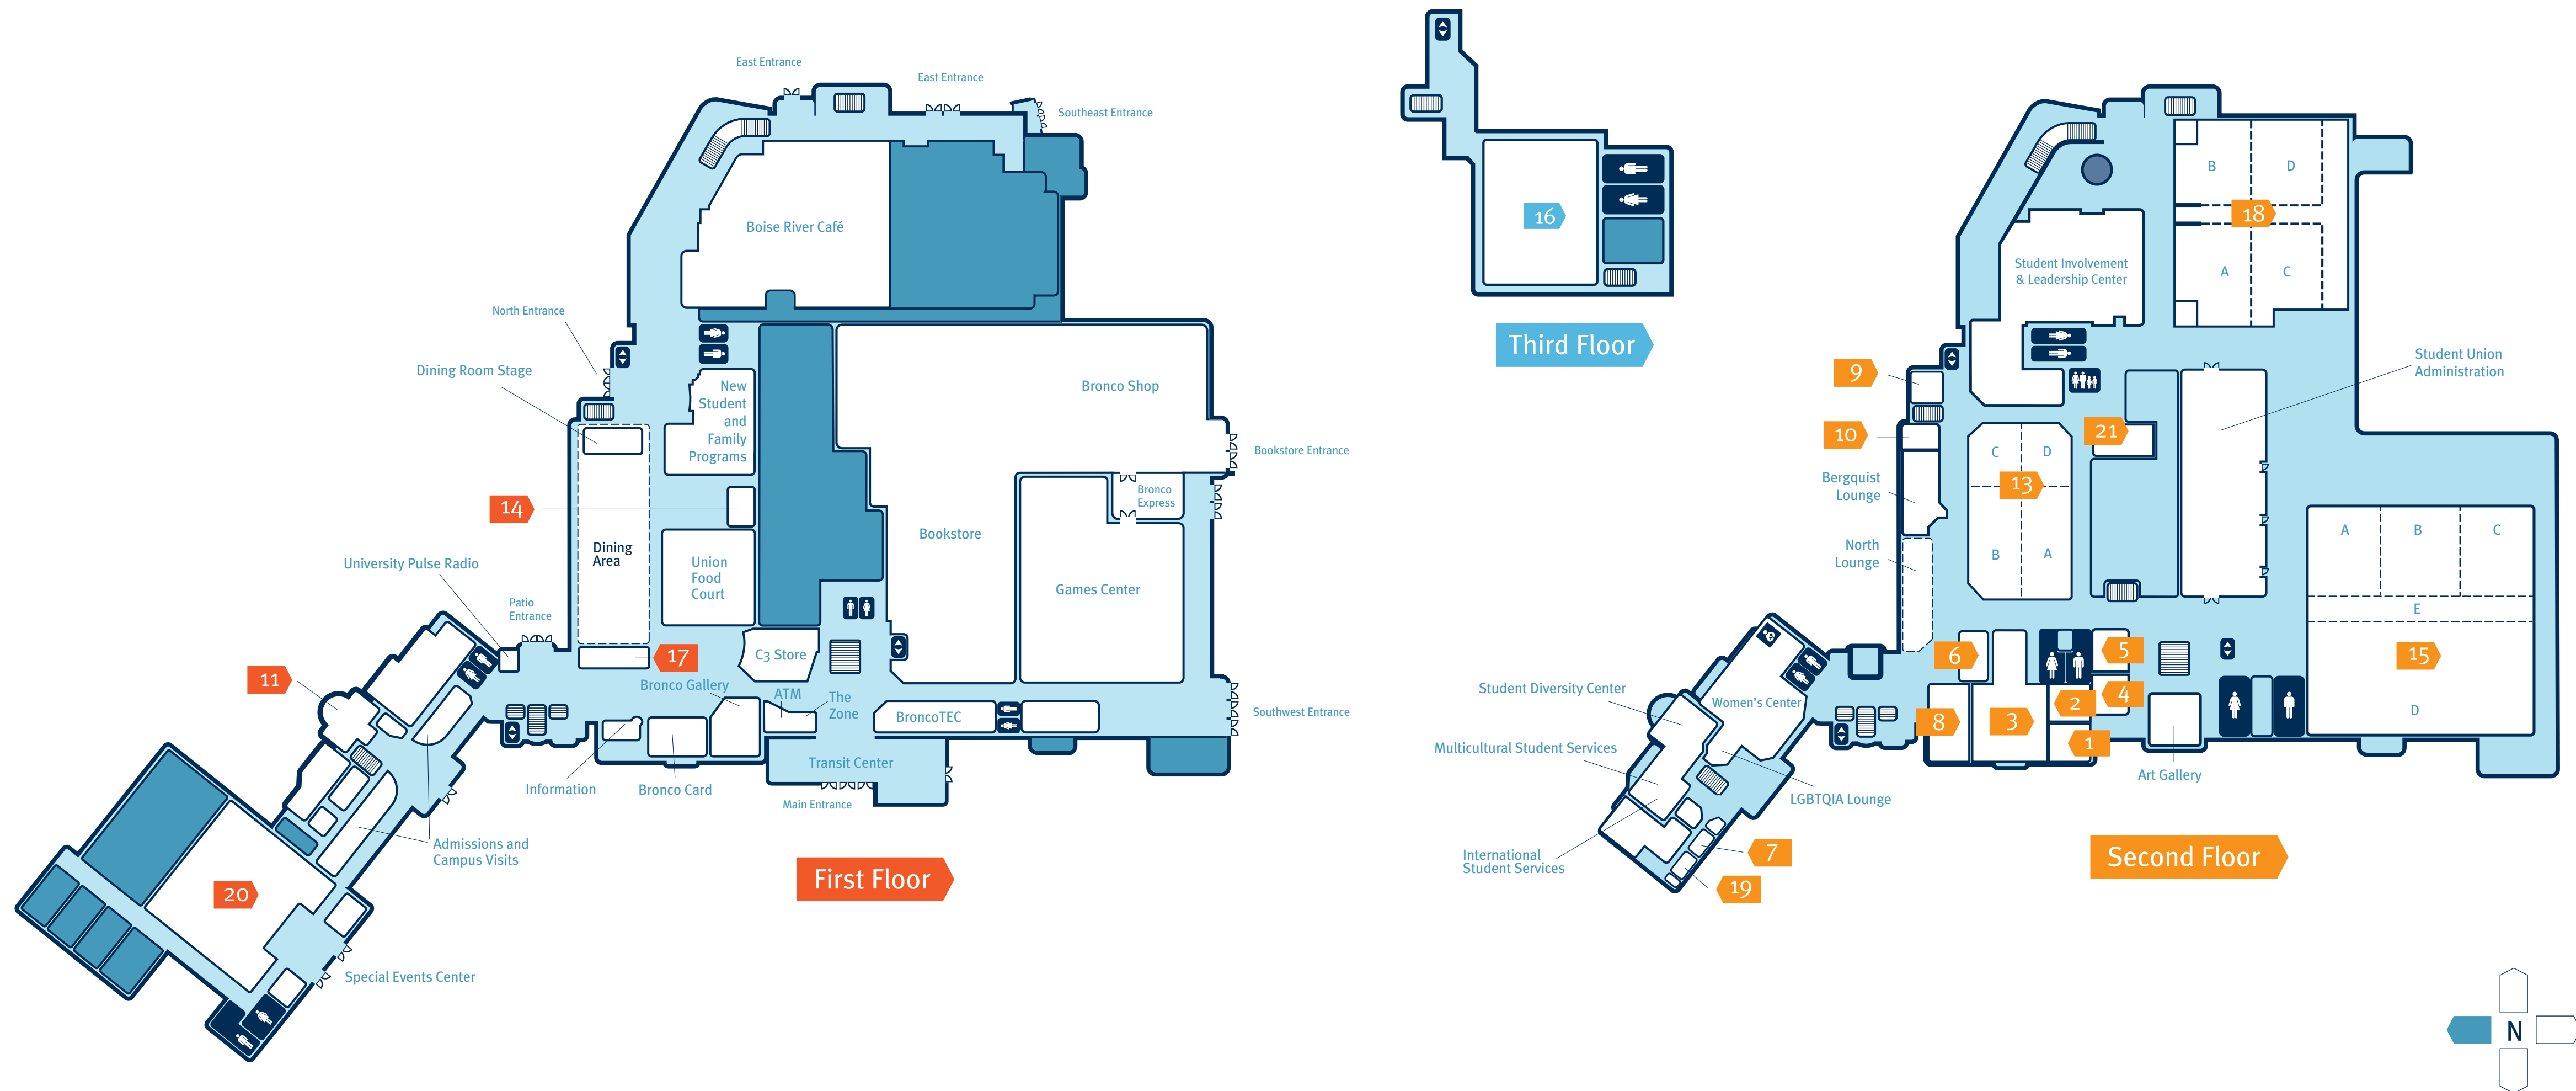 East Entrance
East Entrance
Southeast Entrance
Boise River Café
North Entrance
Dining Room Stage
New
Student
and
Family
Programs
Bronco Shop
Bookstore Entrance
Bronco
Express
14
Bookstore
Dining
Area
Union
Food
Court
Games Center
University Pulse Radio
Patio
Entrance
C3 Store
17
11
Bronco Gallery
ATM
The
Zone
BroncoTEC
Southwest Entrance
Transit Center
Information
Bronco Card
Main Entrance
Admissions and
Campus Visits
20
Special Events Center
First Floor
16
Third Floor
B
D
18
A
C
Student Involvement
& Leadership Center
Student Union
Administration
9
10
21
C
D
13
B
A
Bergquist
Lounge
North
Lounge
A
B
C
E
15
D
6
5
4
2
8
3
1
Art Gallery
Student Diversity Center
Women's Center
Multicultural Student Services
LGBTQIA Lounge
International
Student Services
7
19
Second Floor
N